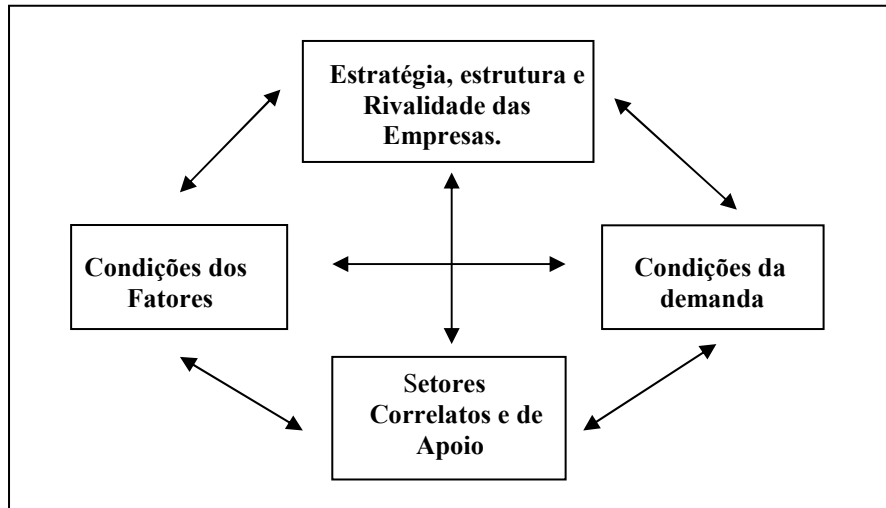 Estratégia, estrutura e
Rivalidade das
Empresas.
Condições dos
Fatores
Condições da
demanda
Setores
Correlatos e de
Apoio